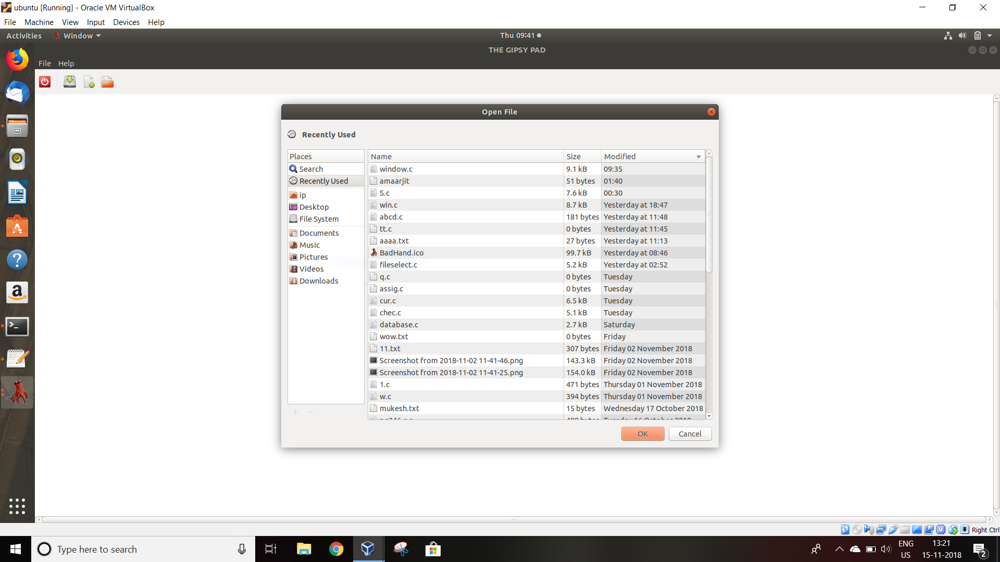 ubuntu [Running] - Oracle VM VirtualBox
File Machine View Input Devices Help
Activities Window Thu 09:41
THE GIPSY PAD
File Help
Open File
Recently Used
Places Name Size Modified
Search window.c 9.1 kB 09:35
Recently Used amaarjit 51 bytes 01:40
S.c 7.6 kB 00:30
ip
win.c 8.7 kB Yesterday at 18:47
Desktop
abcd.c 181 bytes Yesterday at 11:48
File System
tt.c 0 bytes Yesterday at 11:45
Documents
aaaa.txt 27 bytes Yesterday at 11:13
Music
BadHand.ico 99.7 kB Yesterday at 08:46
Pictures
fileselect.c 5.2 kB Yesterday at 02:52
Videos
q.c 0 bytes Tuesday
Downloads
assig.c 0 bytes Tuesday
cur.c 6.5 kB Tuesday
chec.c 5.1 kB Tuesday
database.c 2.7 kB Saturday
wow.txt 0 bytes Friday
11.txt 307 bytes Friday 02 November 2018
Screenshot from 2018-11-02 11-41-46.png 143.3 kB Friday 02 November 2018
Screenshot from 2018-11-02 11-41-25.png 154.0 kB Friday 02 November 2018
1.c 471 bytes Thursday 01 November 2018
w.c 394 bytes Thursday 01 November 2018
mukesh.txt 15 bytes Wednesday 17 October 2018
OK Cancel
Right Ctrl
Type here to search
ENG
US
13:21
15-11-2018
2